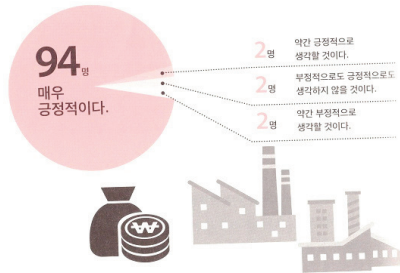 94명
매우
긍정적이다.
2명
약간 긍정적으로
생각할 것이다.
2명
부정적으로도 긍정적으로도
생각하지 않을 것이다.
2명
약간 부정적으로
생각할 것이다.
₩